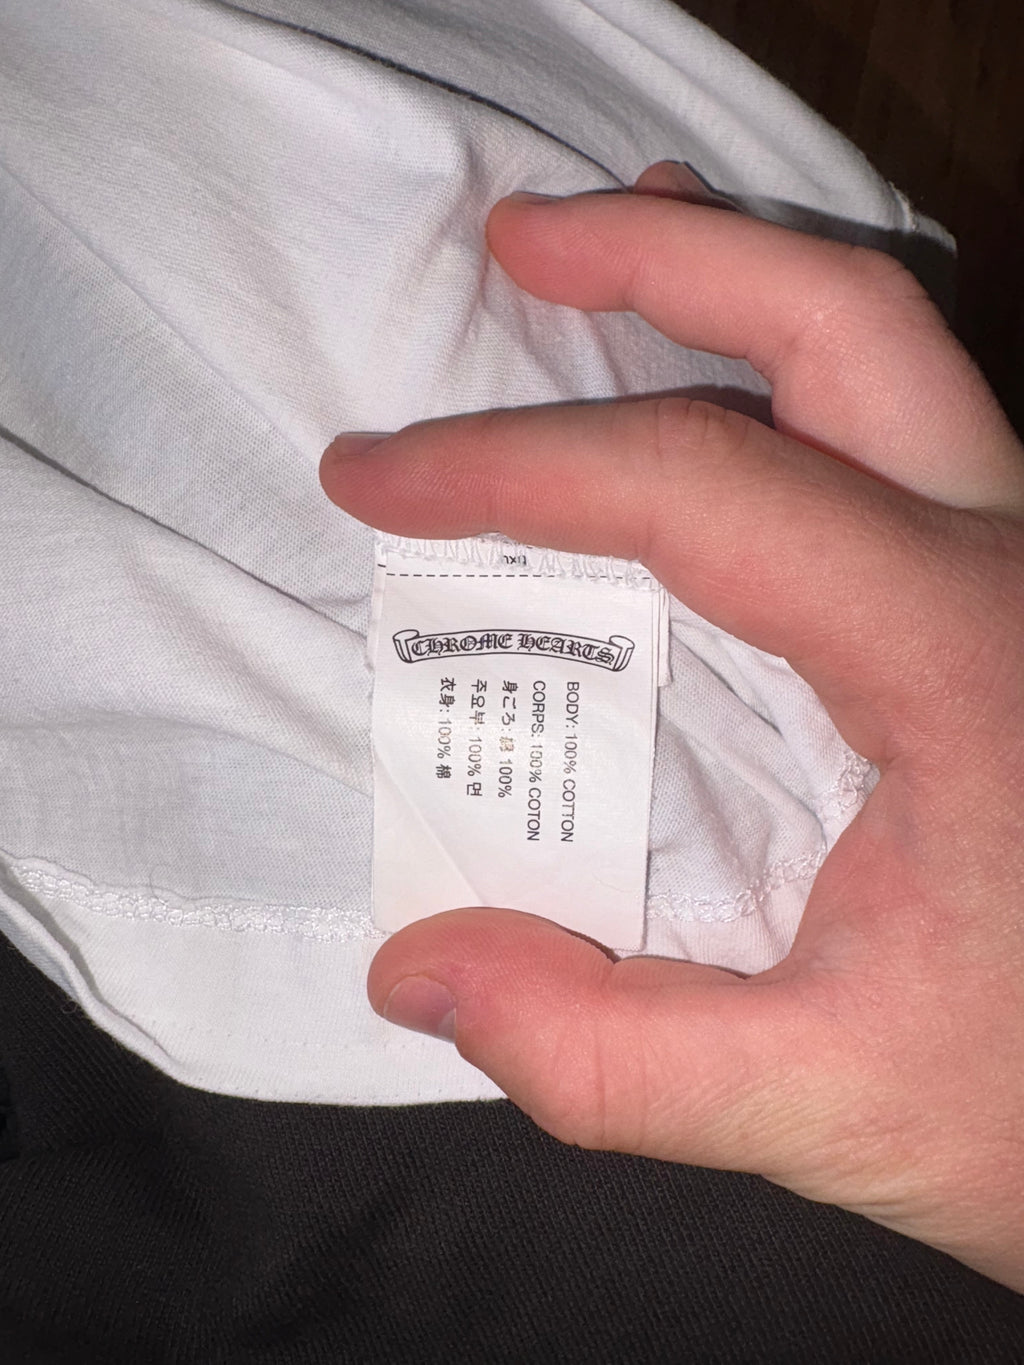 CHROME HEARTS
BODY: 100% COTTON
CORPS: 100% COTON
身ごろ: 綿 100%
주요부: 100% 면
衣身: 100% 棉